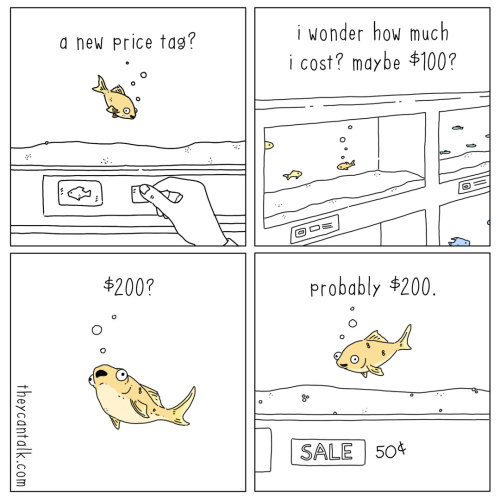 a new price tag?
i wonder how much
i cost? maybe $100?
$200?
theycantalk.com
probably $200.
SALE 50¢